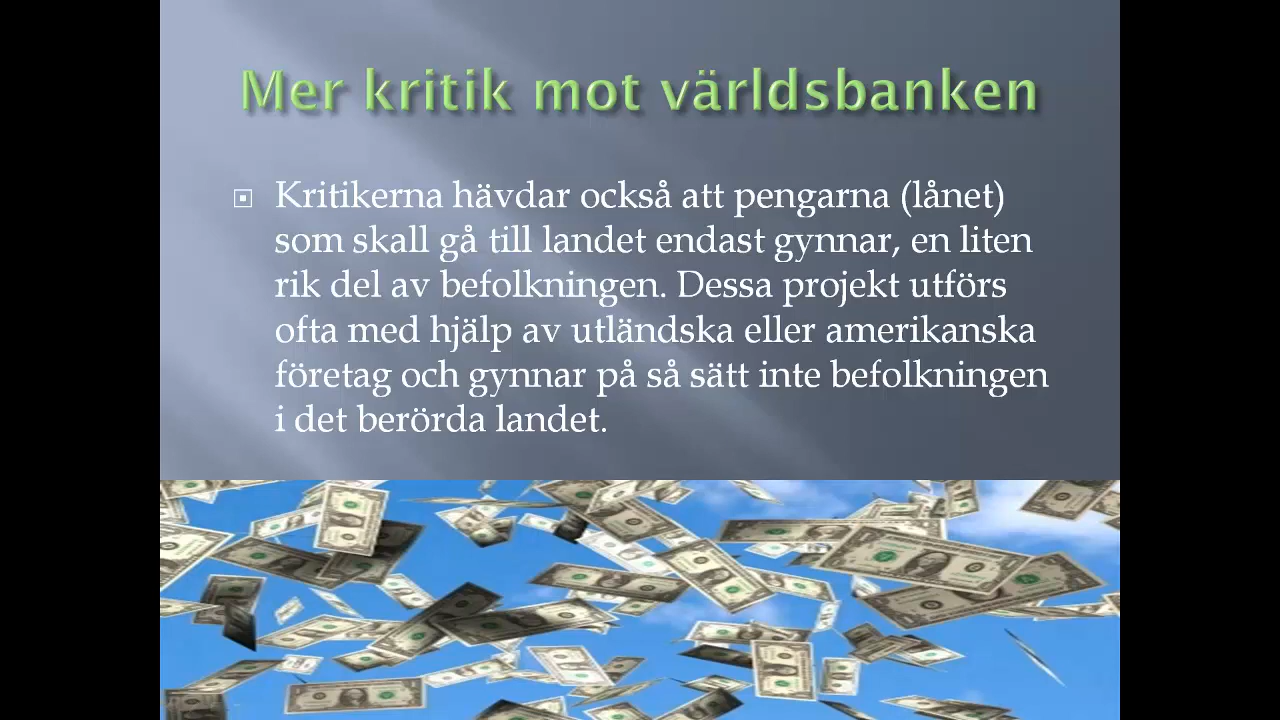 Mer kritik mot världsbanken
Kritikerna hävdar också att pengarna (lånet)
som skall gå till landet endast gynnar, en liten
rik del av befolkningen. Dessa projekt utförs
ofta med hjälp av utländska eller amerikanska
företag och gynnar på så sätt inte befolkningen
i det berörda landet.